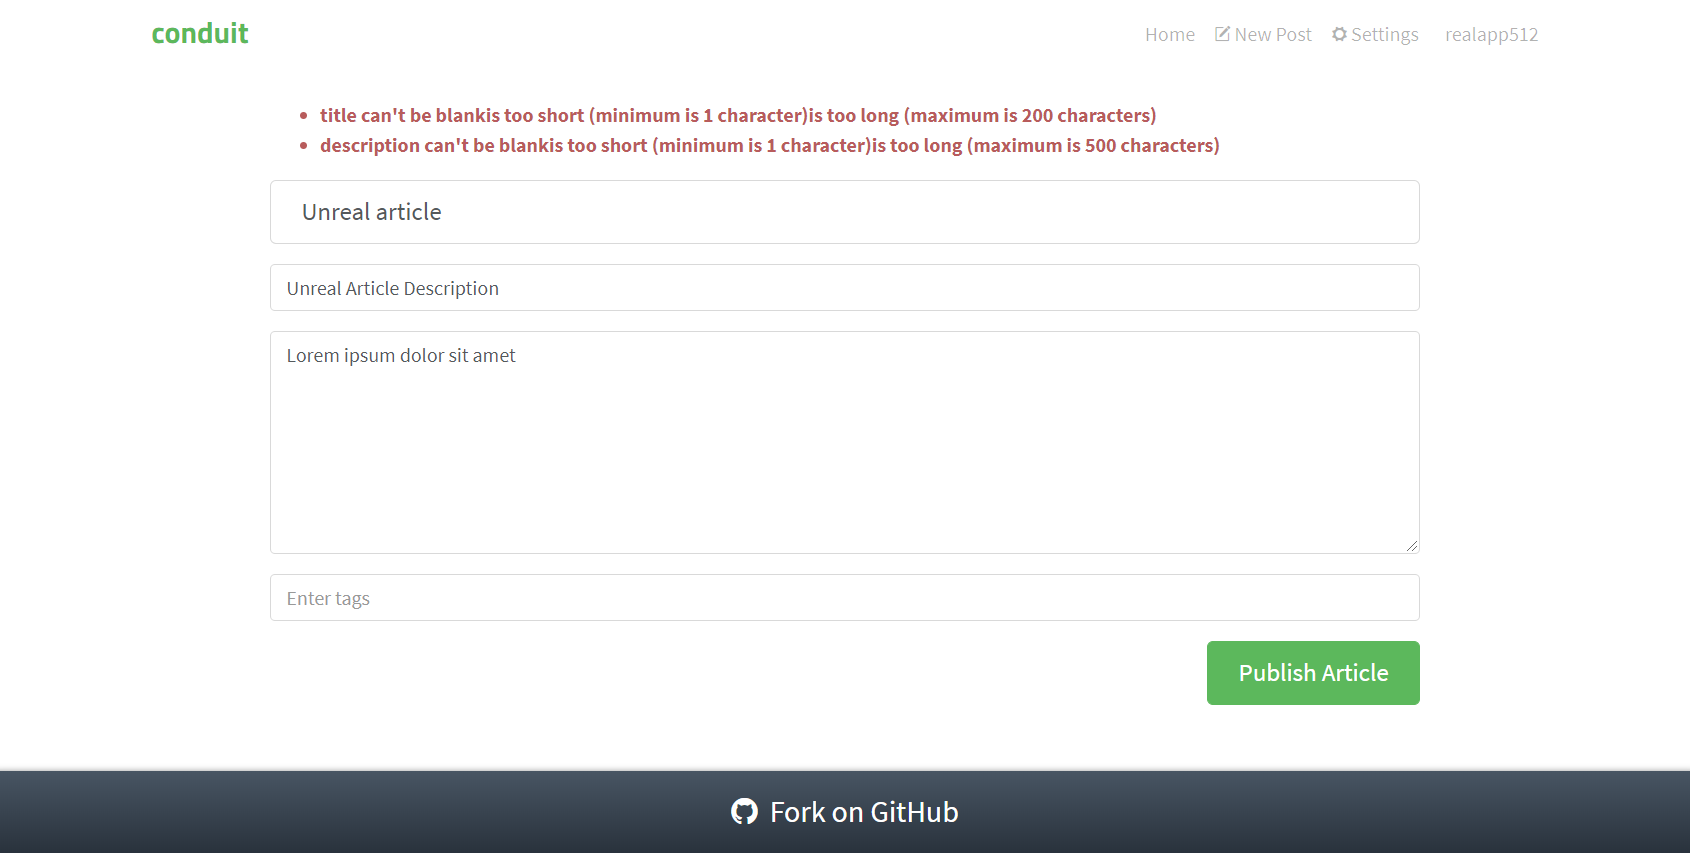 conduit
Home New Post Settings realapp512
title can't be blankis too short (minimum is 1 character)is too long (maximum is 200 characters)
description can't be blankis too short (minimum is 1 character)is too long (maximum is 500 characters)
Unreal article
Unreal Article Description
Lorem ipsum dolor sit amet
Enter tags
Publish Article
Fork on GitHub